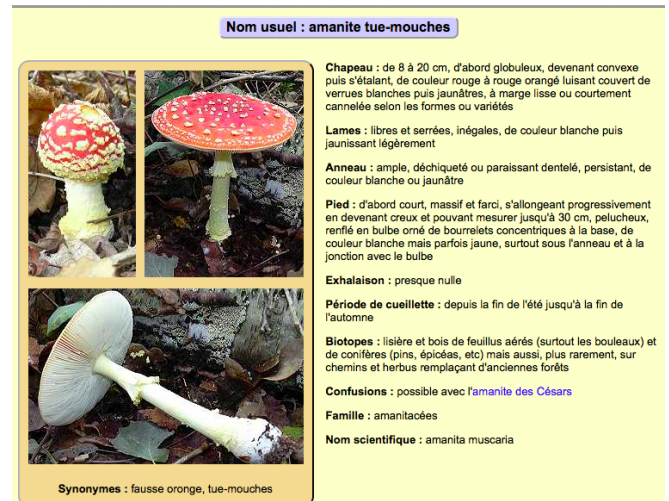 Nom usuel : amanite tue-mouches
Chapeau : de 8 à 20 cm, d'abord globuleux, devenant convexe
puis s'étalant, de couleur rouge à rouge orangé luisant couvert de
verrues blanches puis jaunâtres, à marge lisse ou courtement
cannelée selon les formes ou variétés
Lames : libres et serrées, inégales, de couleur blanche puis
jaunissant légèrement
Anneau : ample, déchiqueté ou paraissant dentelé, persistant, de
couleur blanche ou jaunâtre
Pied : d'abord court, massif et farci, s'allongeant progressivement
en devenant creux et pouvant mesurer jusqu'à 30 cm, pelucheux,
renflé en bulbe orné de bourrelets concentriques à la base, de
couleur blanche mais parfois jaune, surtout sous l'anneau et à la
jonction avec le bulbe
Exhalaison : presque nulle
Période de cueillette : depuis la fin de l'été jusqu'à la fin de
l'automne
Biotopes : lisière et bois de feuillus aérés (surtout les bouleaux) et
de conifères (pins, épicéas, etc) mais aussi, plus rarement, sur
chemins et herbus remplaçant d'anciennes forêts
Confusions : possible avec l'amanite des Césars
Famille : amanitacées
Nom scientifique : amanita muscaria
Synonymes : fausse oronge, tue-mouches